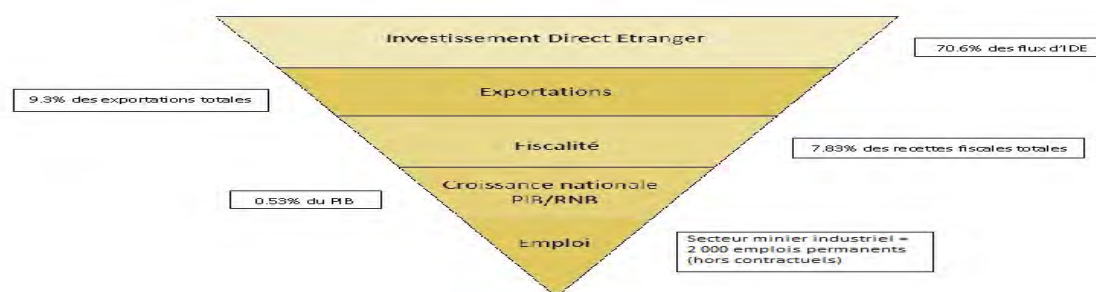 Investissement Direct Etranger
70.6% des flux d'IDE
Exportations
9.3% des exportations totales
Fiscalité
7.83% des recettes fiscales totales
Croissance nationale
PIB/RNB
0.53% du PIB
Emploi
Secteur minier industriel =
2 000 emplois permanents
(hors contractuels)